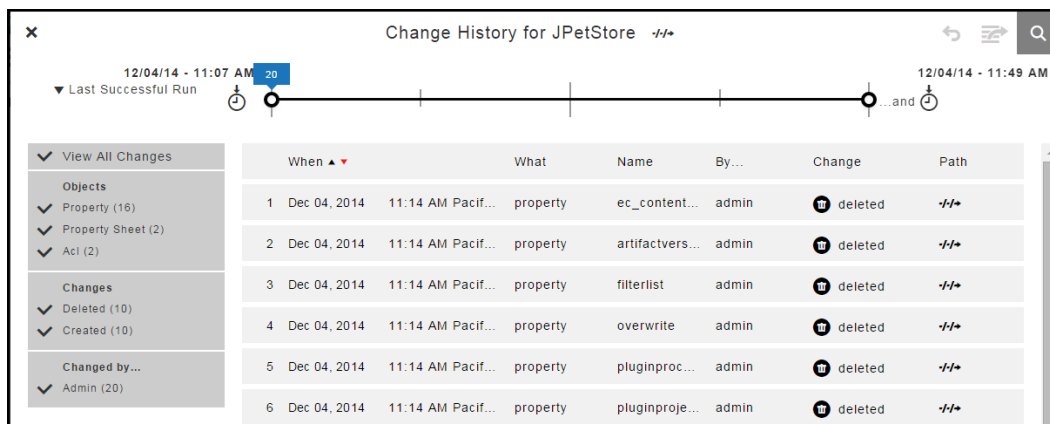 Change History for JPetStore
12/04/14 - 11:07 AM
20
12/04/14 - 11:49 AM
Last Successful Run
...and
View All Changes
Objects
Property (16)
Property Sheet (2)
Acl (2)
Changes
Deleted (10)
Created (10)
Changed by...
Admin (20)
When What Name By... Change Path
1 Dec 04, 2014 11:14 AM Pacif... property ec_content... admin deleted
2 Dec 04, 2014 11:14 AM Pacif... property artifactvers... admin deleted
3 Dec 04, 2014 11:14 AM Pacif... property filterlist admin deleted
4 Dec 04, 2014 11:14 AM Pacif... property overwrite admin deleted
5 Dec 04, 2014 11:14 AM Pacif... property pluginproc... admin deleted
6 Dec 04, 2014 11:14 AM Pacif... property pluginproje... admin deleted